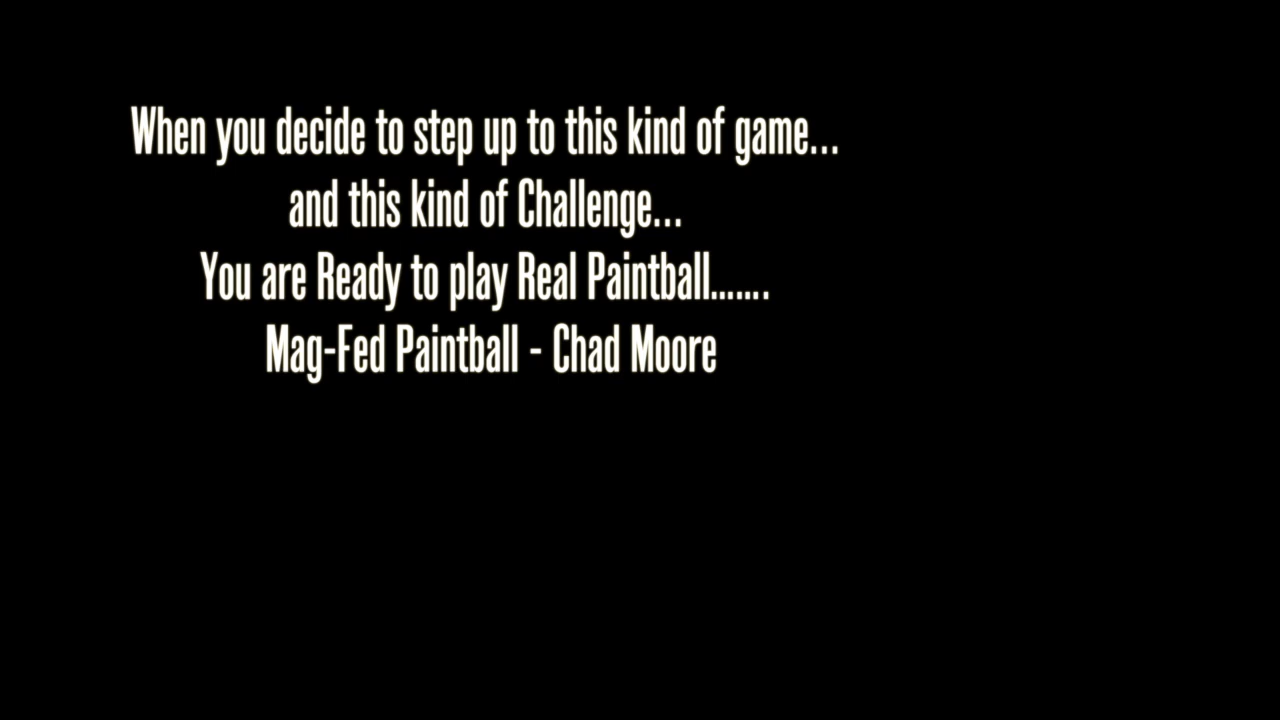 When you decide to step up to this kind of game...
and this kind of Challenge...
You are Ready to play Real Paintball.......
Mag-Fed Paintball - Chad Moore